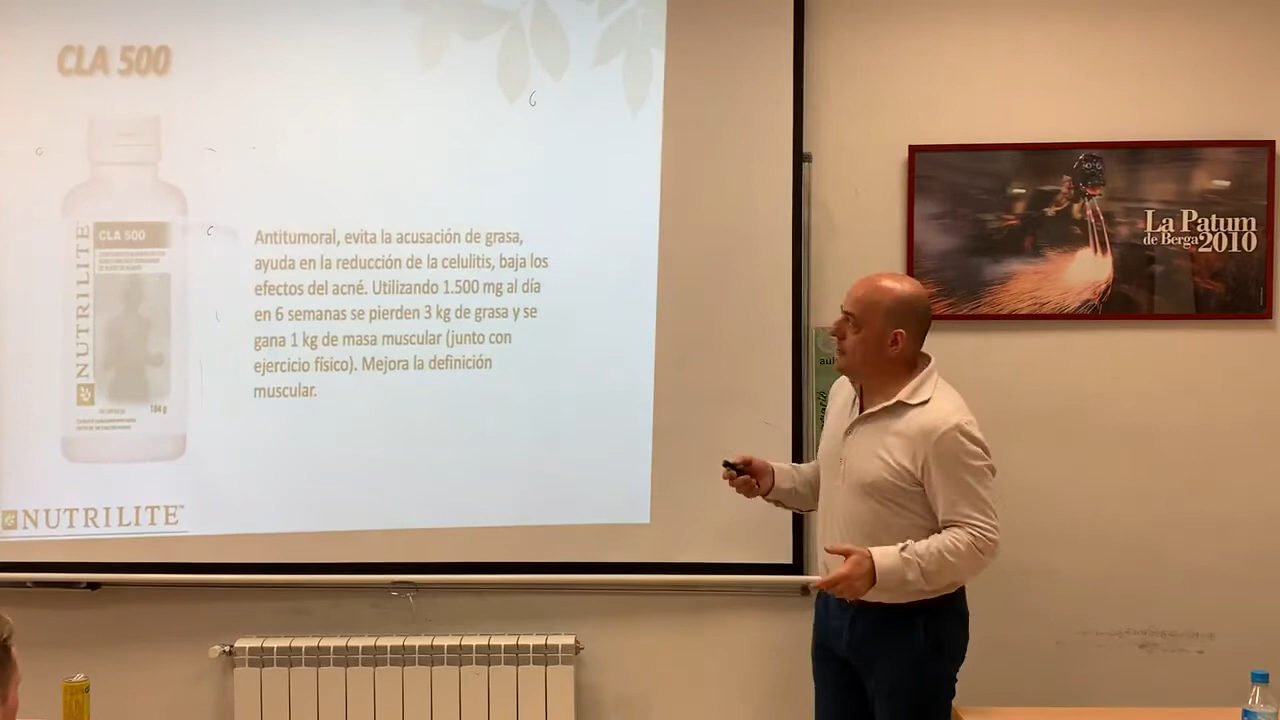 CLA 500
NUTRILITE
CLA 500
184 g
NUTRILITE
Antitumoral, evita la acusación de grasa,
ayuda en la reducción de la celulitis, baja los
efectos del acné. Utilizando 1.500 mg al día
en 6 semanas se pierden 3 kg de grasa y se
gana 1 kg de masa muscular (junto con
ejercicio físico). Mejora la definición
muscular.
La Patum
de Berga 2010